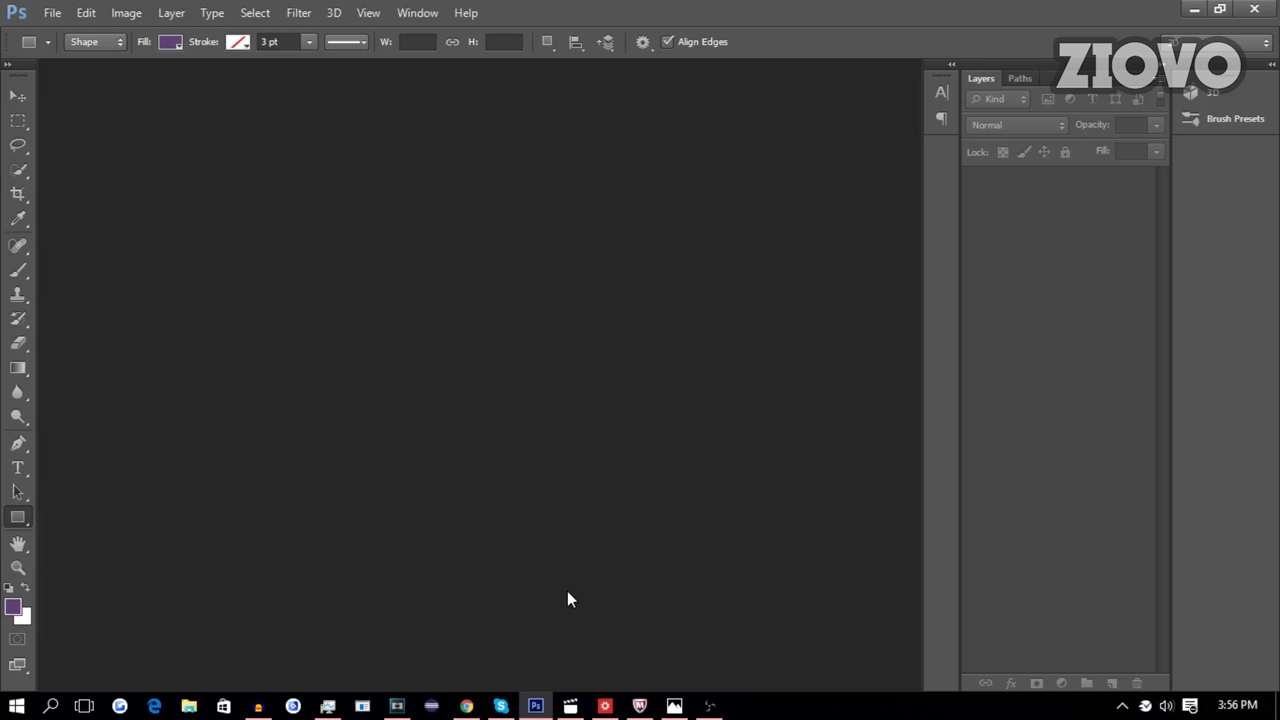 Ps File Edit Image Layer Type Select Filter 3D View Window Help
Shape Fill: Stroke: 3 pt W: H: Align Edges
ZIOVO
Layers Paths
Kind
3D
Normal Opacity:
Brush Presets
Lock: Fill:
3:56 PM